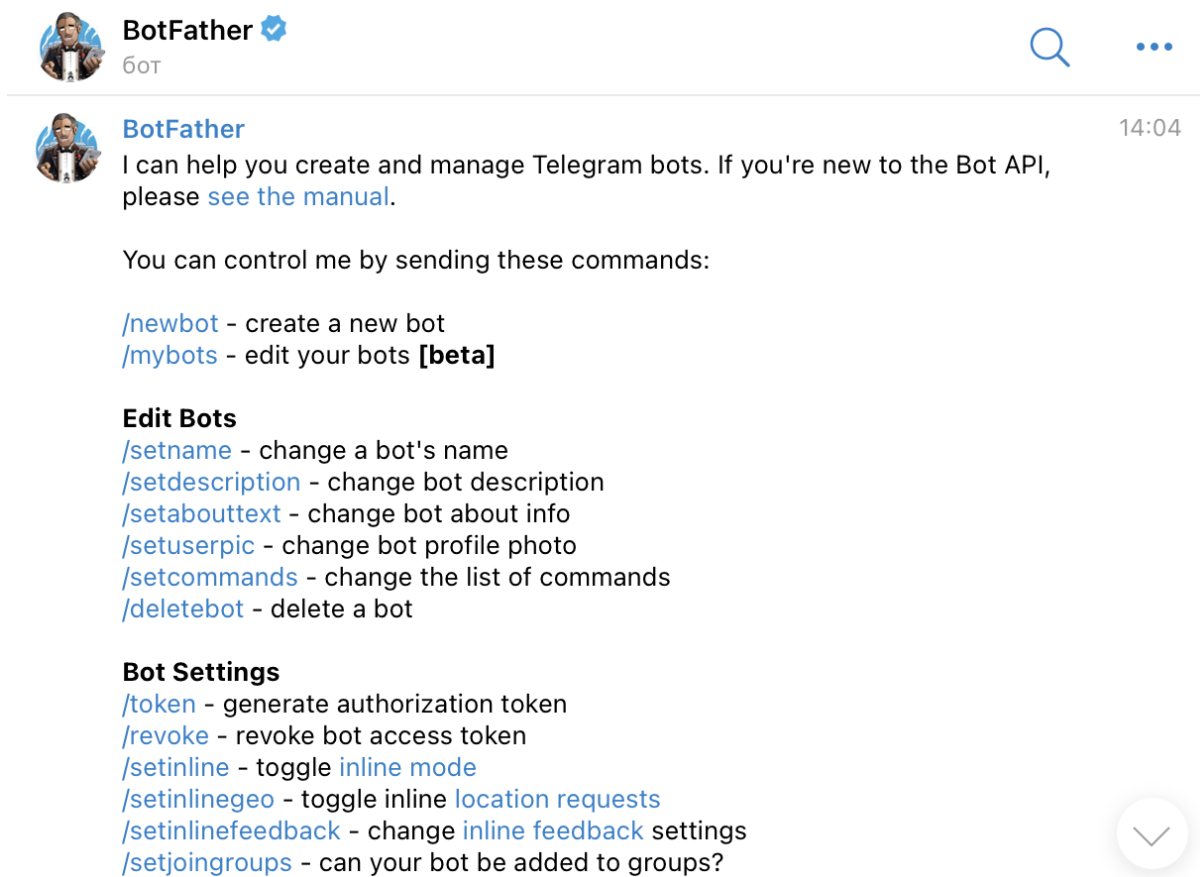 BotFather
бот
BotFather
14:04
I can help you create and manage Telegram bots. If you're new to the Bot API,
please see the manual.
You can control me by sending these commands:
/newbot - create a new bot
/mybots - edit your bots [beta]
Edit Bots
/setname - change a bot's name
/setdescription - change bot description
/setabouttext - change bot about info
/setuserpic - change bot profile photo
/setcommands - change the list of commands
/deletebot - delete a bot
Bot Settings
/token - generate authorization token
/revoke - revoke bot access token
/setinline - toggle inline mode
/setinlinegeo - toggle inline location requests
/setinlinefeedback - change inline feedback settings
/setjoingroups - can your bot be added to groups?